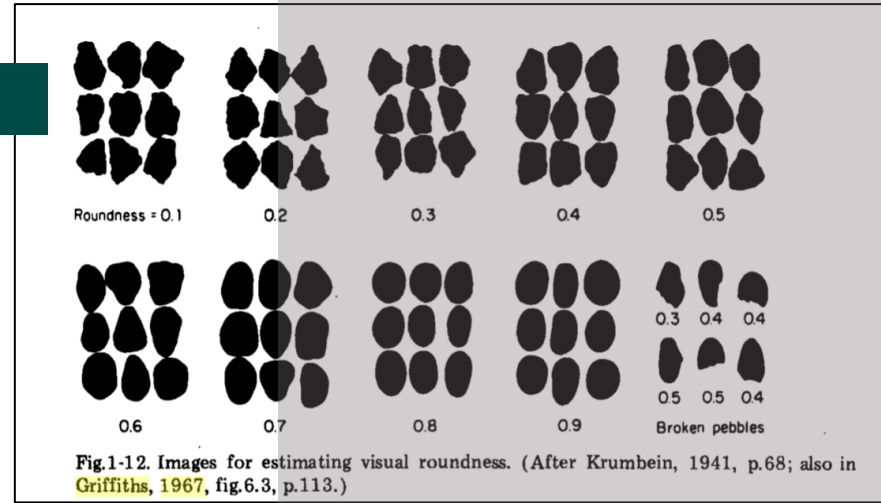 Roundness = 0.1
0.2
0.3
0.4
0.5
0.3 0.4 0.4
0.5 0.5 0.4
0.6
0.7
0.8
0.9
Broken pebbles
Fig.1-12. Images for estimating visual roundness. (After Krumbein, 1941, p.68; also in
Griffiths, 1967, fig.6.3, p.113.)